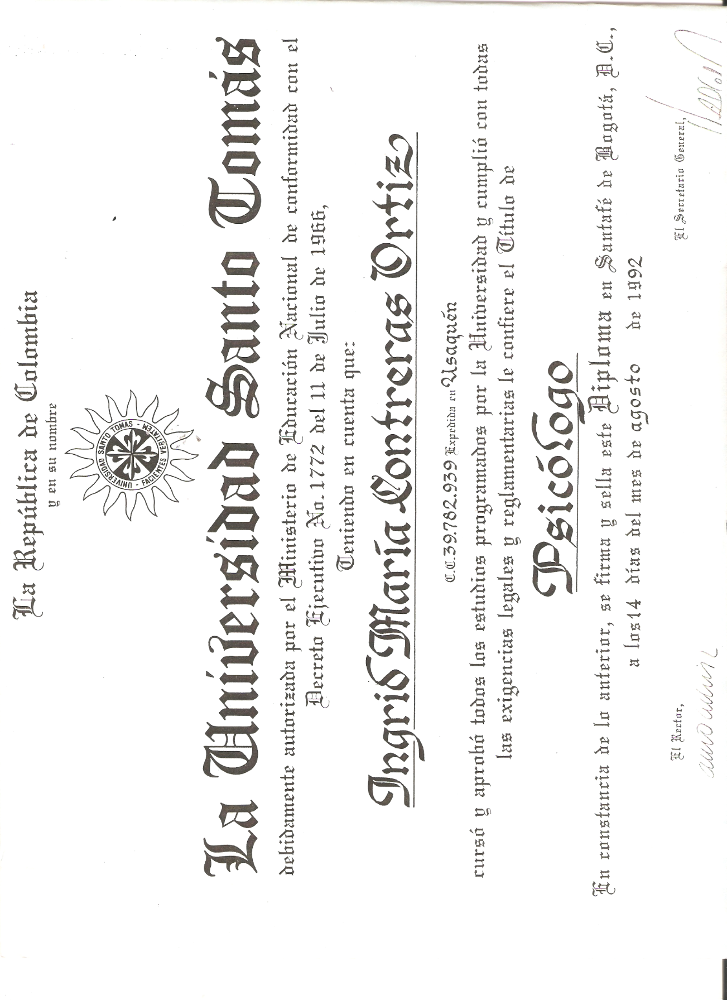 La República de Colombia
y en su nombre
UNIVERSIDAD SANTO TOMAS - FACIENTES VERITATEM -
La Universidad Santo Tomás
debidamente autorizada por el Ministerio de Educación Nacional de conformidad con el
Decreto Ejecutivo No. 1772 del 11 de Julio de 1966,
Teniendo en cuenta que:
Ingrid María Contreras Ortiz
C.C. 39.782.939 Expedida en Usaquén
cursó y aprobó todos los estudios programados por la Universidad y cumplió con todas
las exigencias legales y reglamentarias le confiere el Título de
Psicólogo
En constancia de lo anterior, se firma y sella este Diploma en Santafé de Bogotá, D.C.,
a los 14 días del mes de agosto de 1992
El Rector,
El Secretario General,